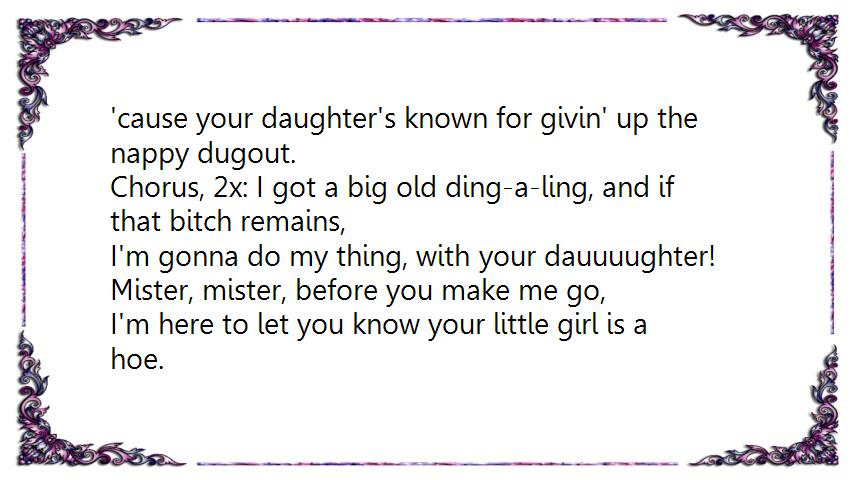 'cause your daughter's known for givin' up the
nappy dugout.
Chorus, 2x: I got a big old ding-a-ling, and if
that bitch remains,
I'm gonna do my thing, with your dauuuughter!
Mister, mister, before you make me go,
I'm here to let you know your little girl is a
hoe.